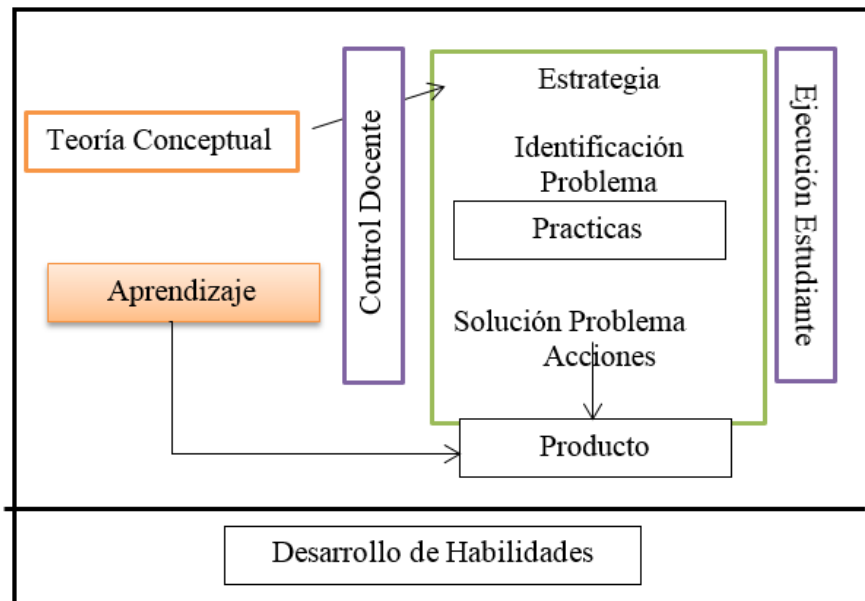 Teoría Conceptual
Aprendizaje
Control Docente
Estrategia
Identificación
Problema
Practicas
Solución Problema
Acciones
Producto
Ejecución Estudiante
Desarrollo de Habilidades